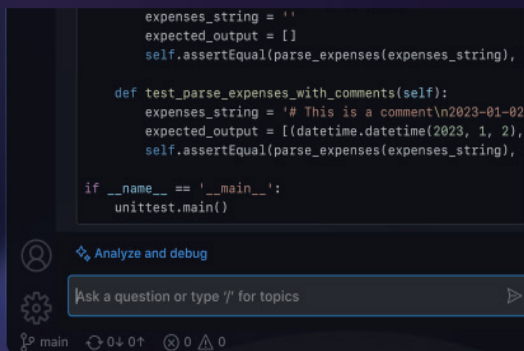 expenses_string = ''
expected_output = []
self.assertEqual(parse_expenses(expenses_string),
def test_parse_expenses_with_comments(self):
expenses_string = '# This is a comment\n2023-01-02
expected_output = [(datetime.datetime(2023, 1, 2),
self.assertEqual(parse_expenses(expenses_string),
if __name__ == '__main__':
unittest.main()
Analyze and debug
Ask a question or type '/' for topics
main 0↓ 0↑ 0 0